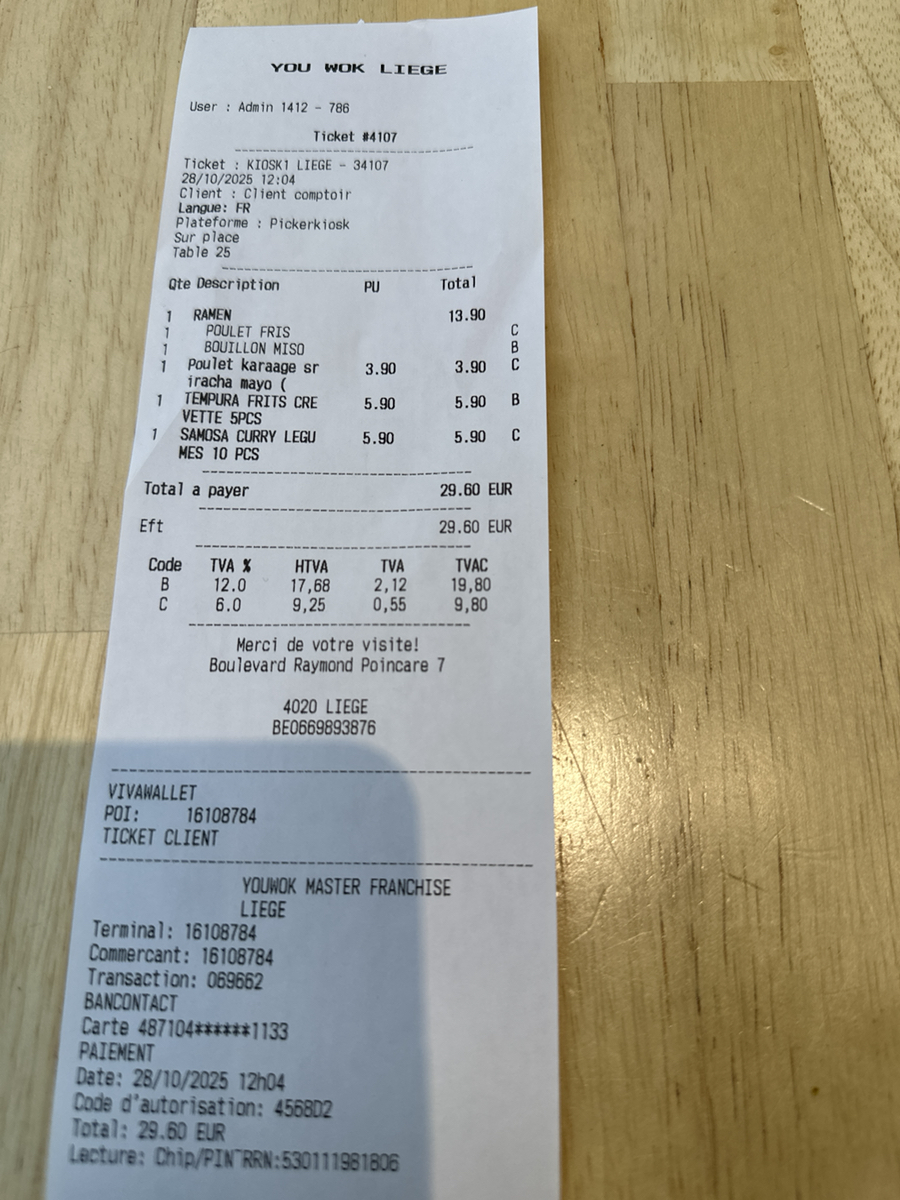 YOU WOK LIEGE
User : Admin 1412 - 786
Ticket #4107
Ticket : KIOSK1 LIEGE - 34107
28/10/2025 12:04
Client : Client comptoir
Langue: FR
Plateforme : Pickerkiosk
Sur place
Table 25
Qte Description PU Total
1 RAMEN 13.90
1 POULET FRIS C
1 BOUILLON MISO B
1 Poulet karaage sr 3.90 3.90 C
iracha mayo (
1 TEMPURA FRITS CRE 5.90 5.90 B
VETTE 5PCS
1 SAMOSA CURRY LEGU 5.90 5.90 C
MES 10 PCS
Total a payer 29.60 EUR
Eft 29.60 EUR
Code TVA % HTVA TVA TVAC
B 12.0 17,68 2,12 19,80
C 6.0 9,25 0,55 9,80
Merci de votre visite!
Boulevard Raymond Poincare 7
4020 LIEGE
BE0669893876
VIVAWALLET
POI: 16108784
TICKET CLIENT
YOUWOK MASTER FRANCHISE
LIEGE
Terminal: 16108784
Commercant: 16108784
Transaction: 069662
BANCONTACT
Carte 487104******1133
PAIEMENT
Date: 28/10/2025 12h04
Code d'autorisation: 4568D2
Total: 29.60 EUR
Lecture: Chip/PIN~RRN:530111981806